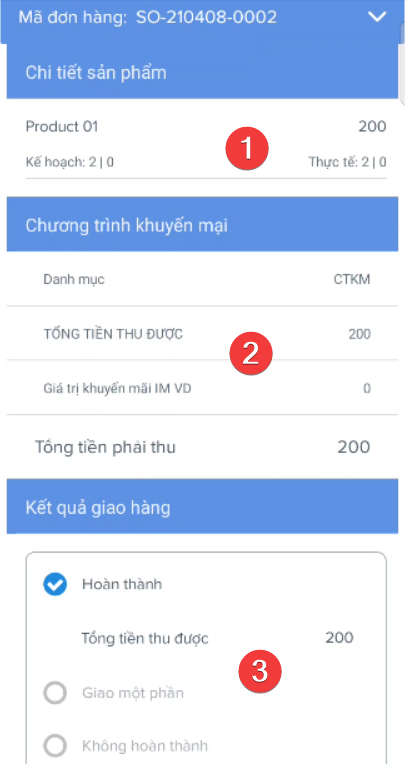 Mã đơn hàng: SO-210408-0002
Chi tiết sản phẩm
Product 01 200
1
Kế hoạch: 2 | 0 Thực tế: 2 | 0
Chương trình khuyến mại
Danh mục CTKM
TỔNG TIỀN THU ĐƯỢC 200
2
Giá trị khuyến mãi IM VD 0
Tổng tiền phải thu 200
Kết quả giao hàng
Hoàn thành
Tổng tiền thu được 200
3
Giao một phần
Không hoàn thành